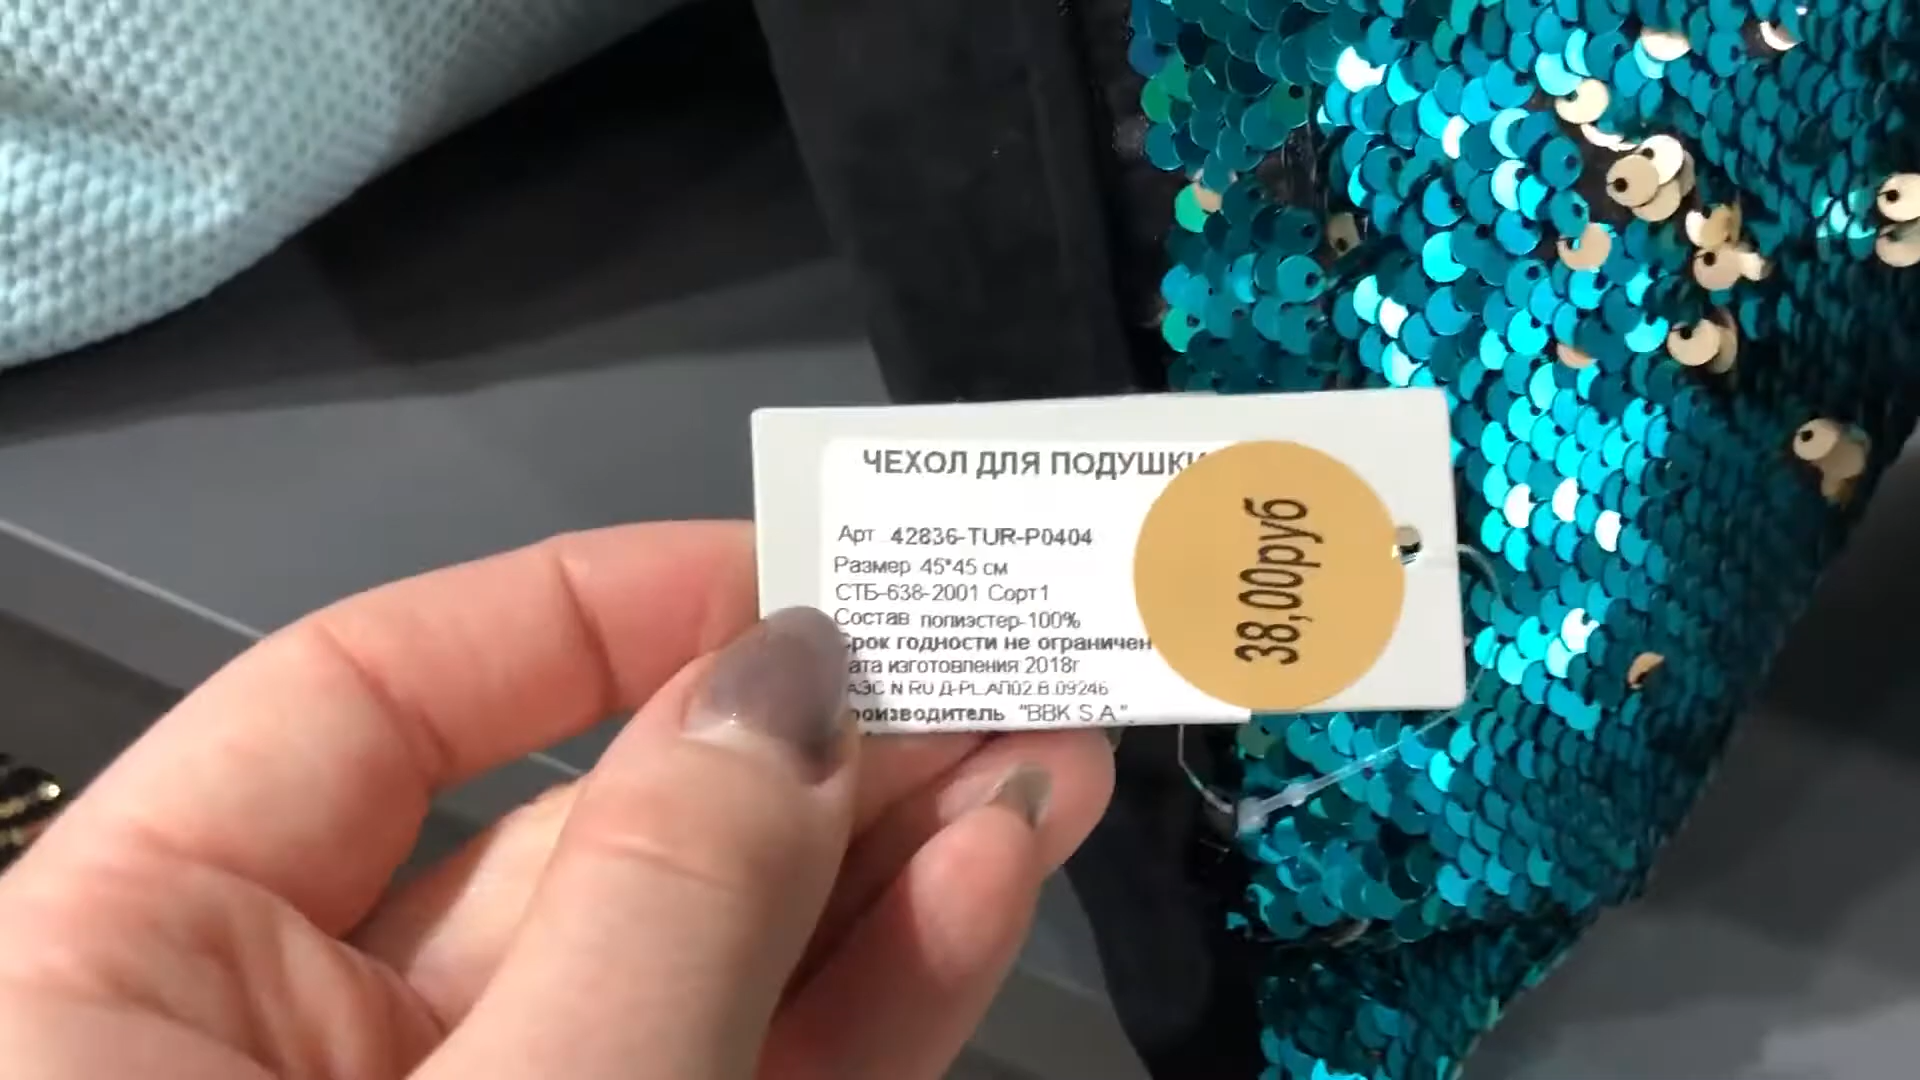 ЧЕХОЛ ДЛЯ ПОДУШКИ
Арт 42836-TUR-P0404
Размер 45*45 см
СТБ-638-2001 Сорт1
Состав полиэстер-100%
Срок годности не ограничен
ата изготовления 2018г
АЭС N RU Д-PL.АЛ02.В.09246
роизводитель "BBK S.A."
38,00руб